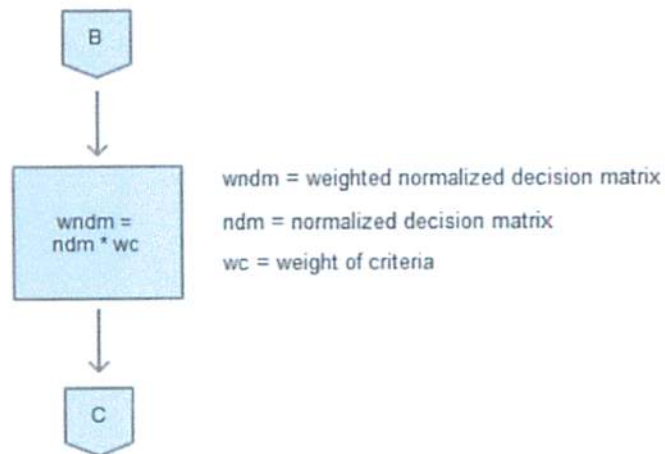 B
wndm =
ndm * wc
wndm = weighted normalized decision matrix
ndm = normalized decision matrix
wc = weight of criteria
C